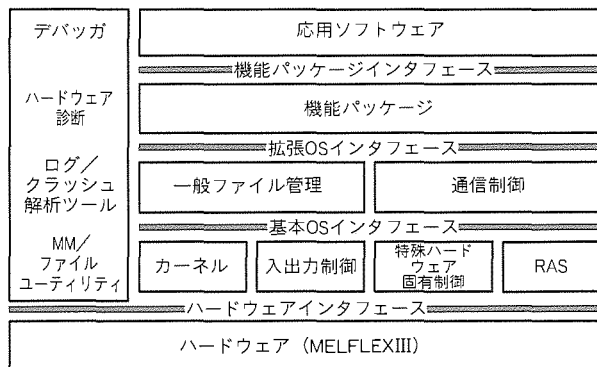 デバッガ
ハードウェア
診断
ログ／
クラッシュ
解析ツール
MM／
ファイル
ユーティリティ
応用ソフトウェア
機能パッケージインタフェース
機能パッケージ
拡張OSインタフェース
一般ファイル管理
通信制御
基本OSインタフェース
カーネル
入出力制御
特殊ハード
ウェア
固有制御
RAS
ハードウェアインタフェース
ハードウェア（MELFLEXIII）